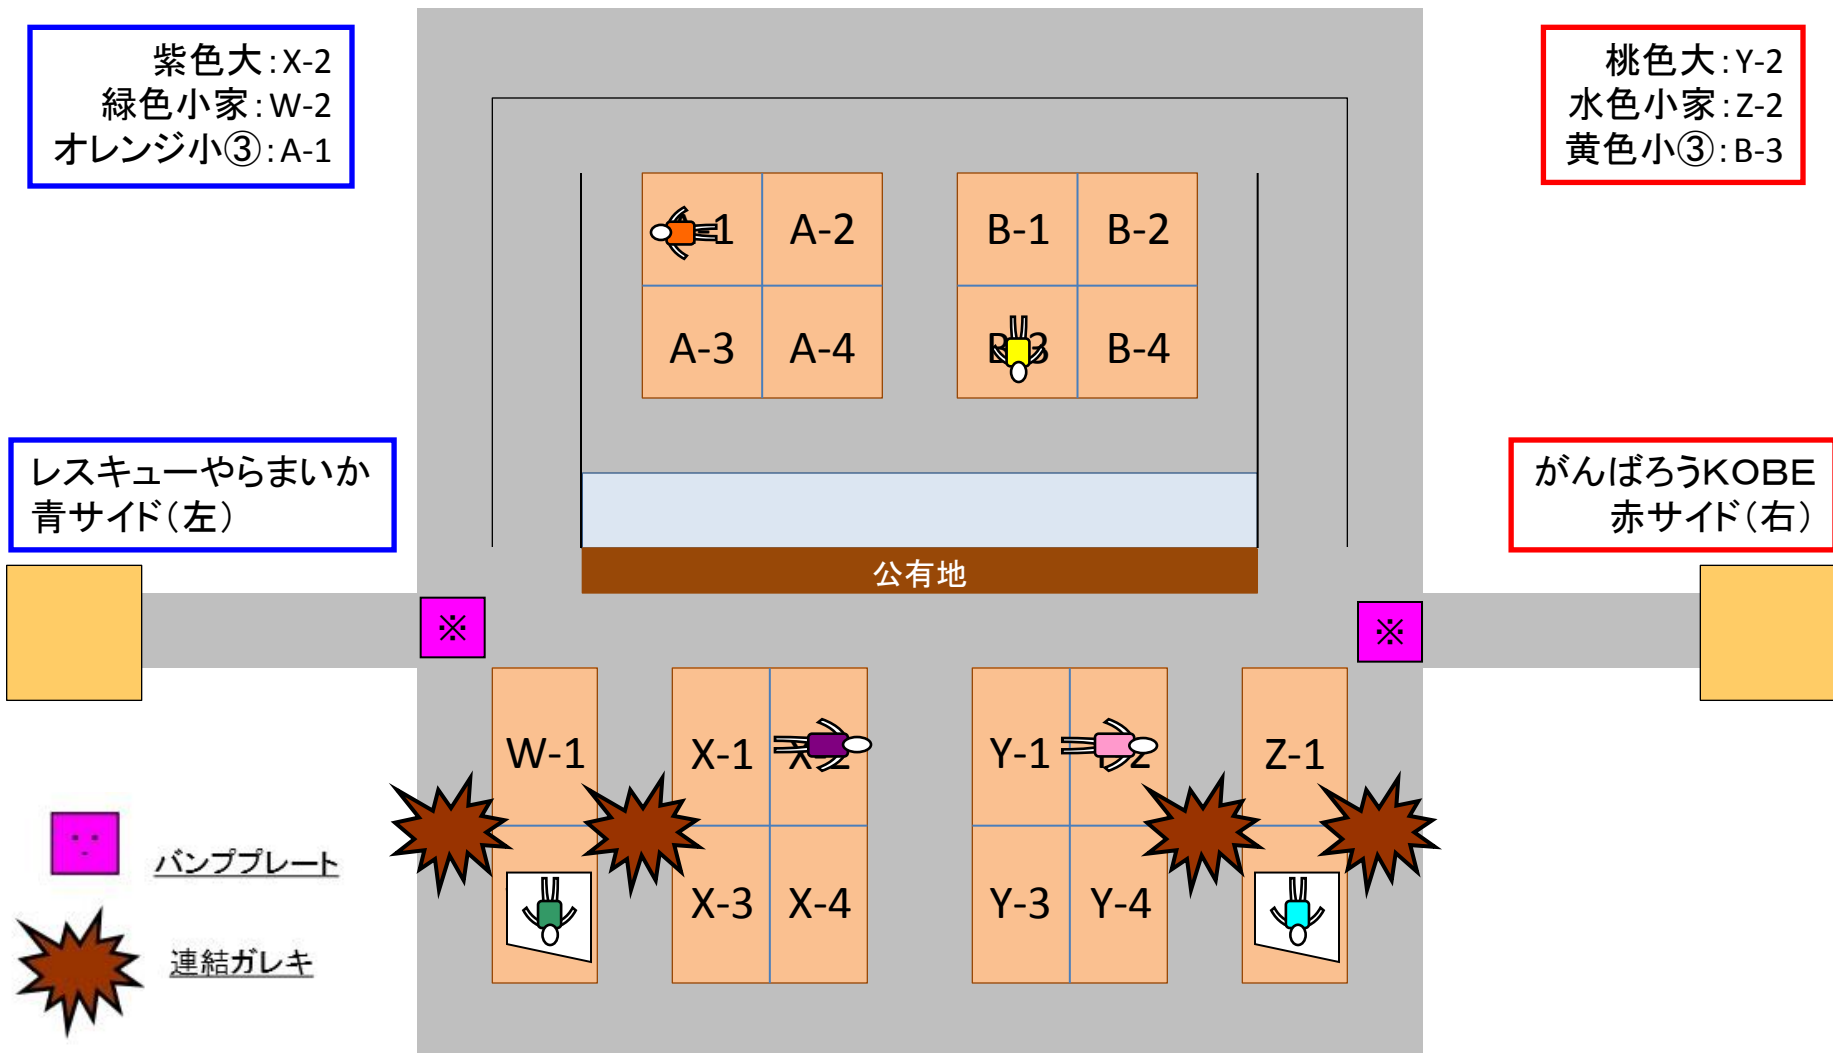 紫色大:X-2
緑色小家:W-2
オレンジ小③:A-1
桃色大:Y-2
水色小家:Z-2
黄色小③:B-3
A-2
B-1
B-2
A-3
A-4
B-4
レスキューやらまいか
青サイド(左)
がんばろうKOBE
赤サイド(右)
公有地
※
※
W-1
X-1
Y-1
Z-1
X-3
X-4
Y-3
Y-4
バンププレート
連結ガレキ